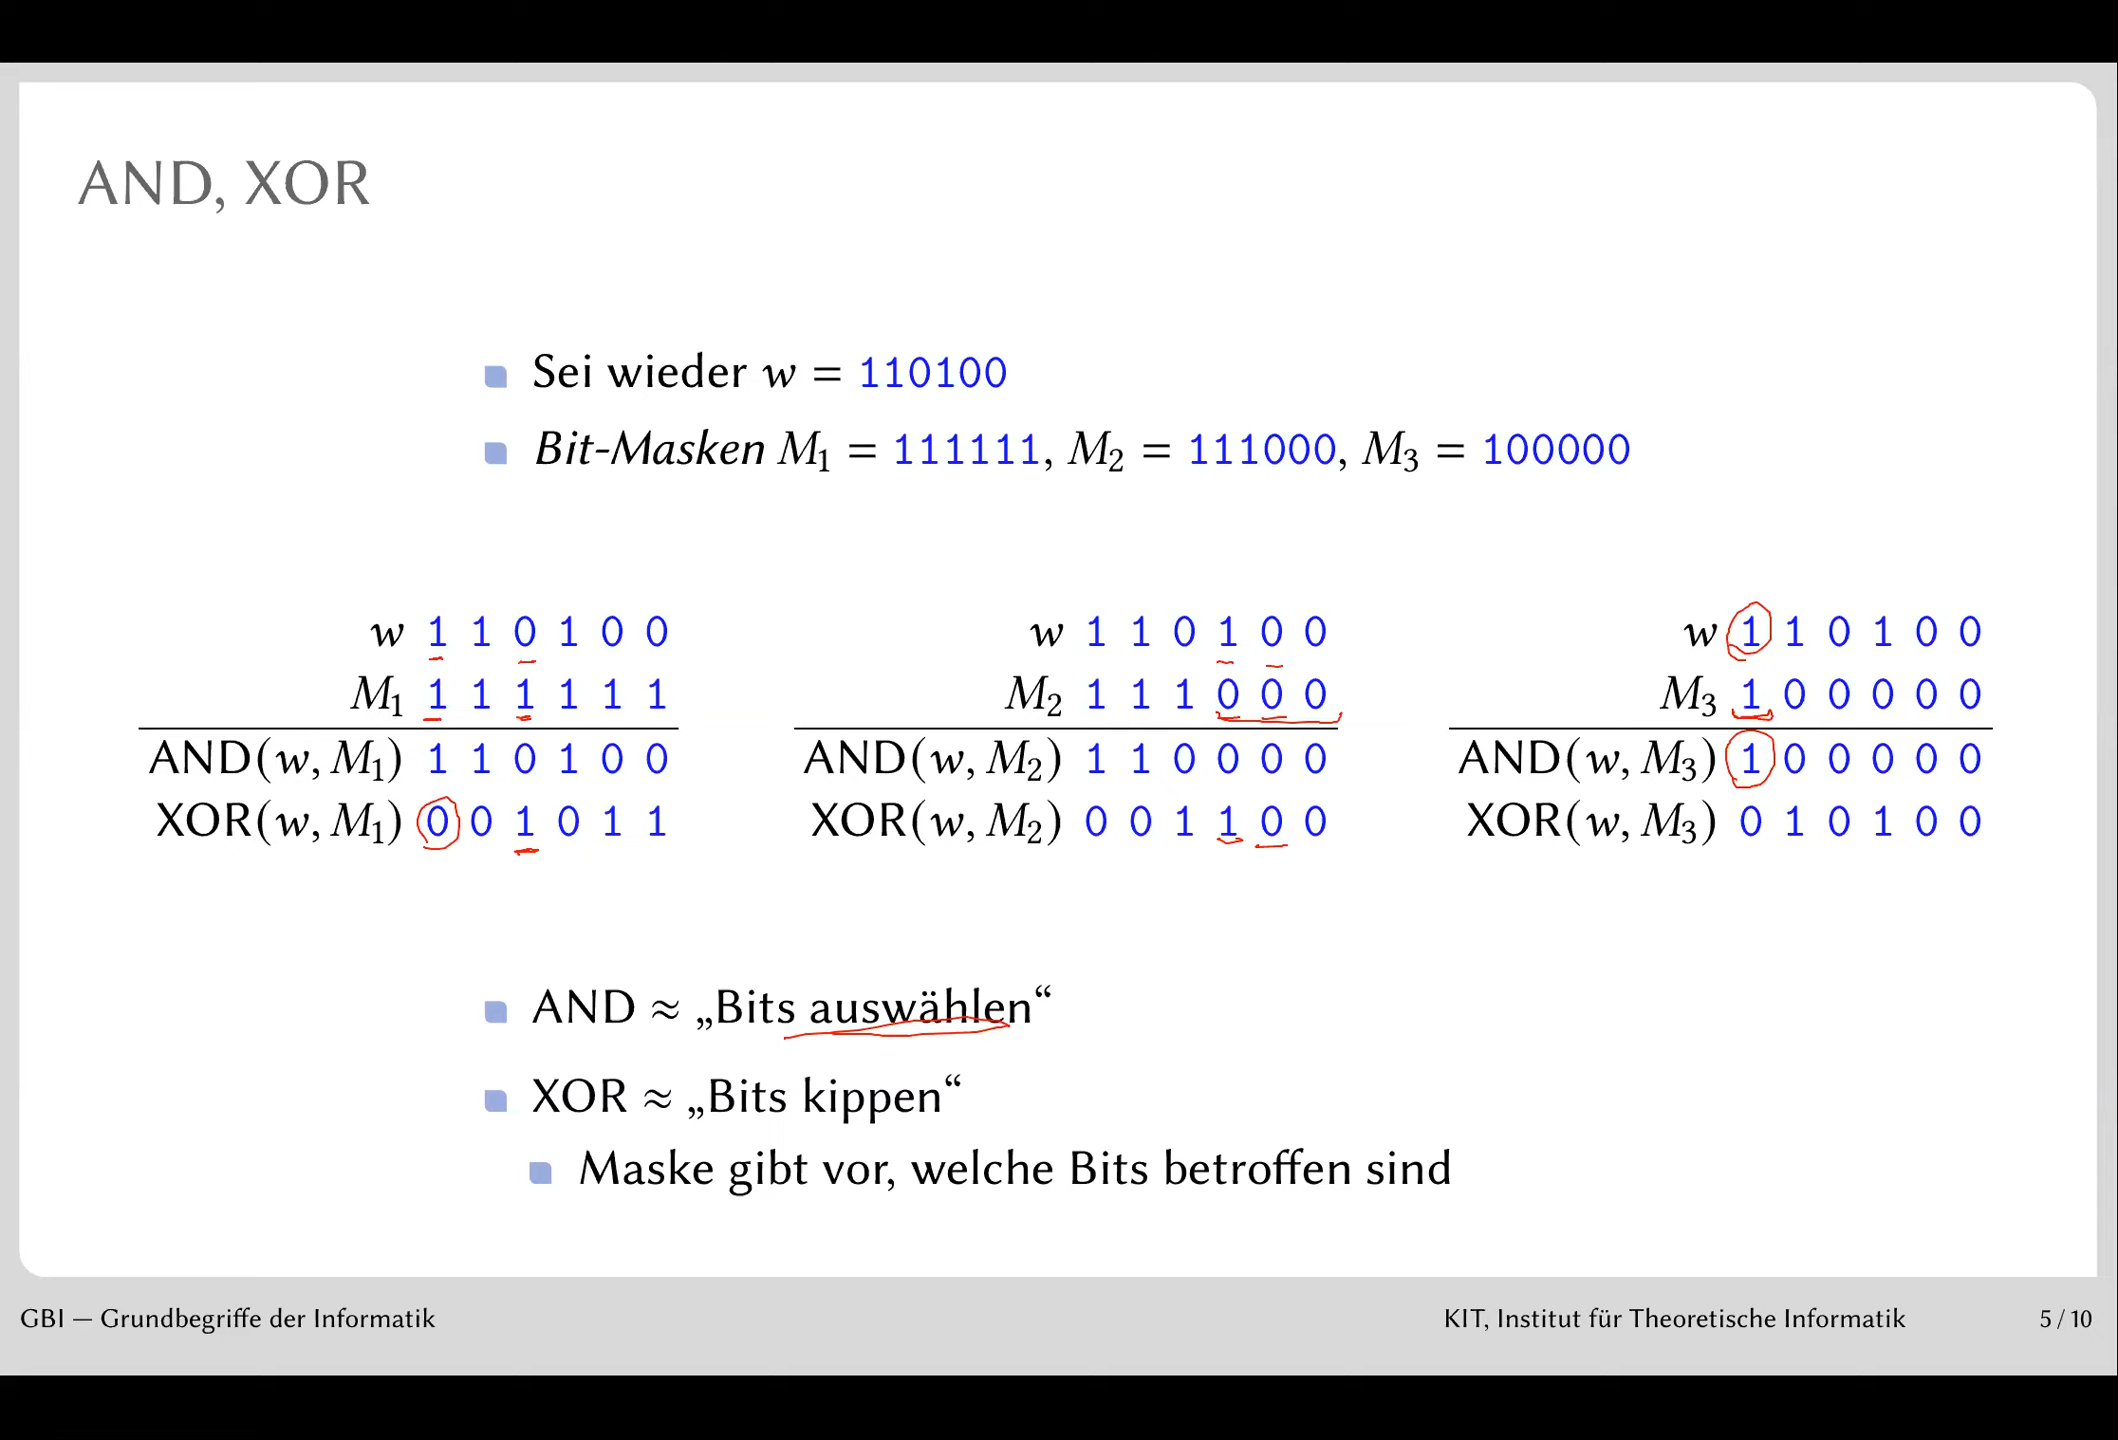 AND, XOR
Sei wieder w = 110100
Bit-Masken M₁ = 111111, M₂ = 111000, M₃ = 100000
w 1 1 0 1 0 0
M₁ 1 1 1 1 1 1
AND(w, M₁) 1 1 0 1 0 0
XOR(w, M₁) 0 0 1 0 1 1
w 1 1 0 1 0 0
M₂ 1 1 1 0 0 0
AND(w, M₂) 1 1 0 0 0 0
XOR(w, M₂) 0 0 1 1 0 0
w 1 1 0 1 0 0
M₃ 1 0 0 0 0 0
AND(w, M₃) 1 0 0 0 0 0
XOR(w, M₃) 0 1 0 1 0 0
AND ≈ „Bits auswählen“
XOR ≈ „Bits kippen“
Maske gibt vor, welche Bits betroffen sind
GBI — Grundbegriffe der Informatik
KIT, Institut für Theoretische Informatik
5 / 10